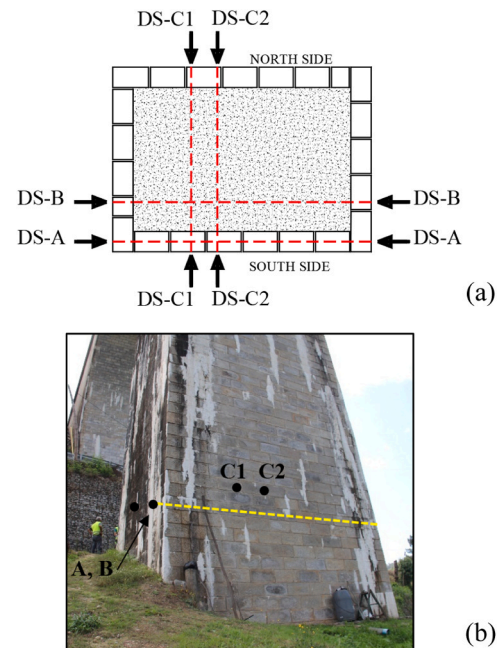 DS-C1 DS-C2
NORTH SIDE
DS-B DS-B
DS-A DS-A
SOUTH SIDE
DS-C1 DS-C2
(a)
C1 C2
A, B
(b)